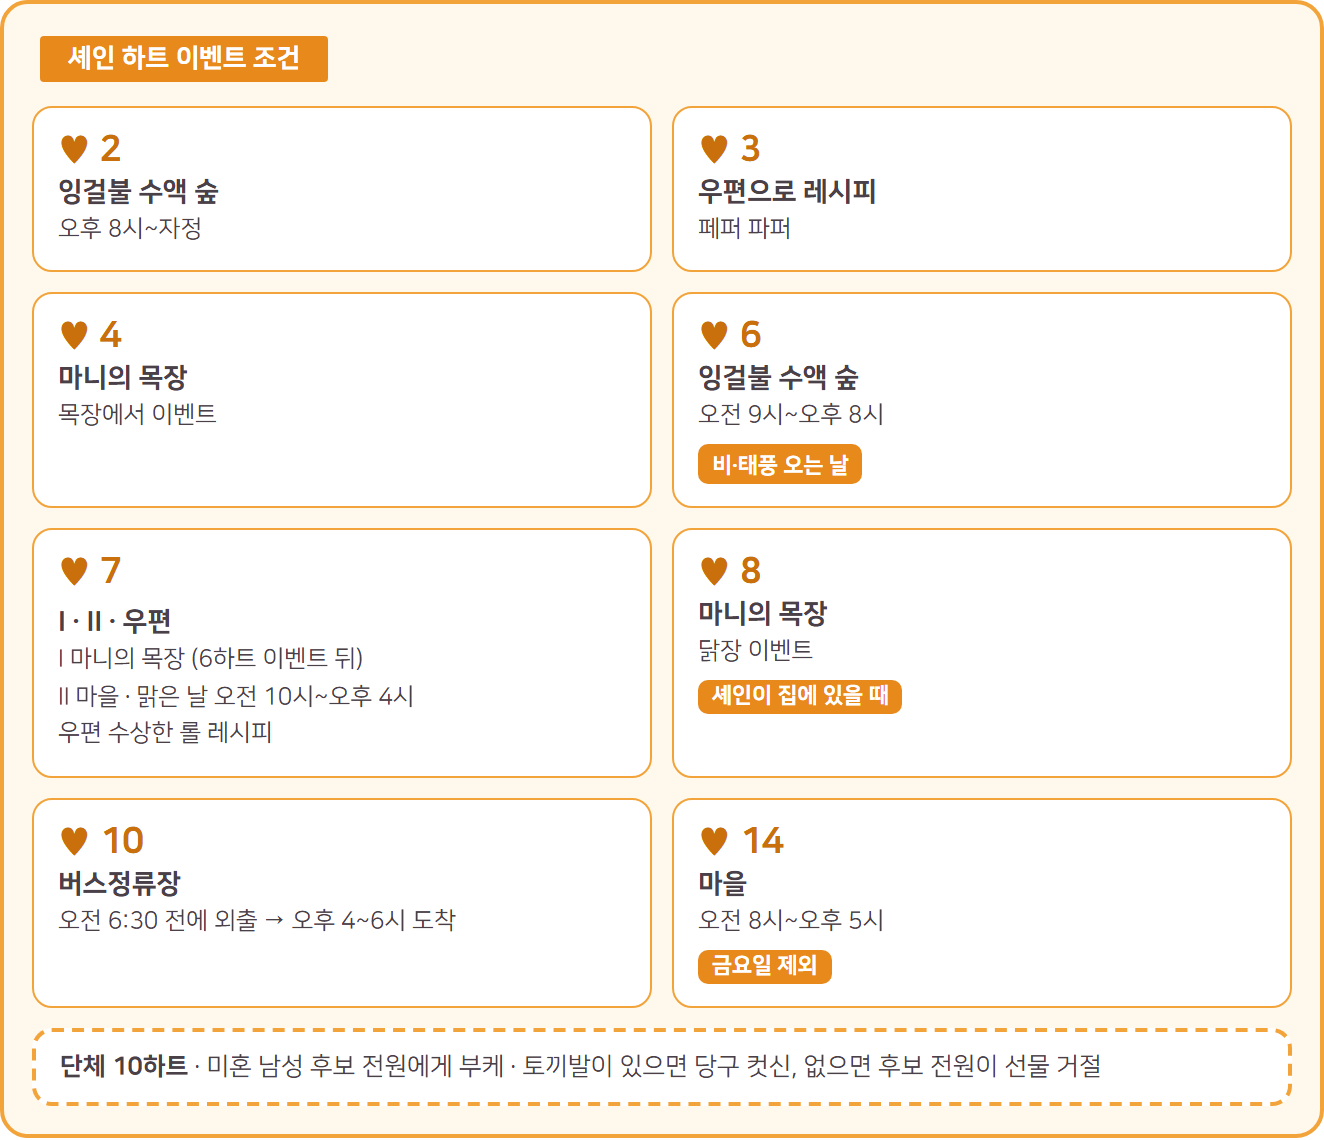 셰인 하트 이벤트 조건
♥ 2
잉걸불 수액 숲
오후 8시~자정
♥ 3
우편으로 레시피
페퍼 파퍼
♥ 4
마니의 목장
목장에서 이벤트
♥ 6
잉걸불 수액 숲
오전 9시~오후 8시
비·태풍 오는 날
♥ 7
I · II · 우편
I 마니의 목장 (6하트 이벤트 뒤)
II 마을 · 맑은 날 오전 10시~오후 4시
우편 수상한 롤 레시피
♥ 8
마니의 목장
닭장 이벤트
셰인이 집에 있을 때
♥ 10
버스정류장
오전 6:30 전에 외출 → 오후 4~6시 도착
♥ 14
마을
오전 8시~오후 5시
금요일 제외
단체 10하트 · 미혼 남성 후보 전원에게 부케 · 토끼발이 있으면 당구 컷신, 없으면 후보 전원이 선물 거절